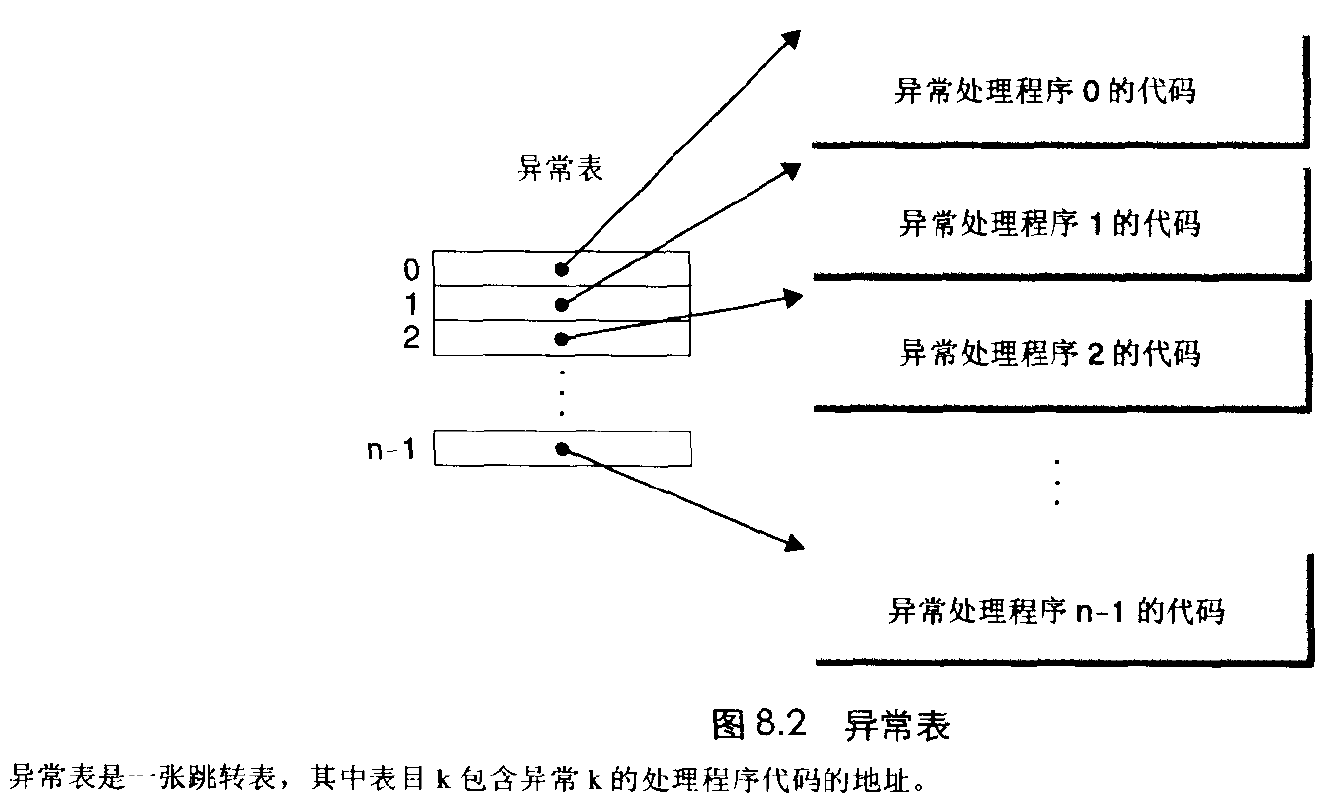 异常处理程序 0 的代码
异常表
异常处理程序 1 的代码
0
1
2
异常处理程序 2 的代码
n-1
异常处理程序 n-1 的代码
图 8.2 异常表
异常表是一张跳转表，其中表目 k 包含异常 k 的处理程序代码的地址。